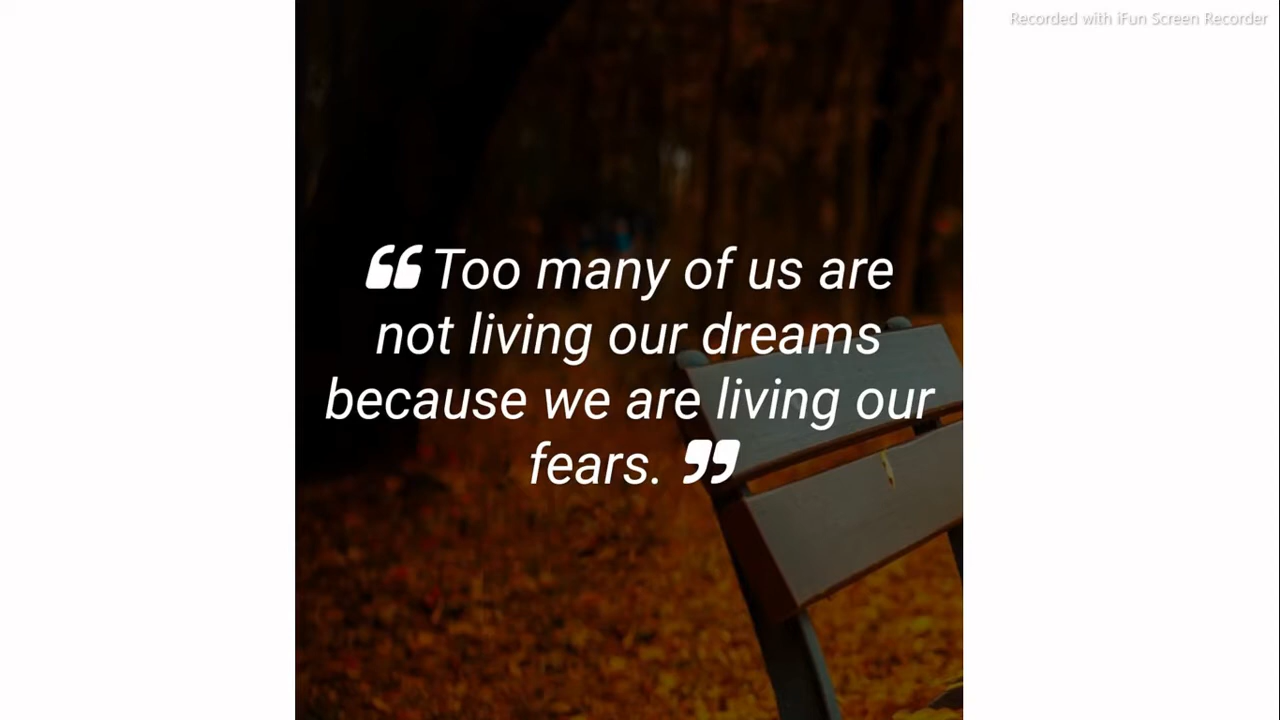 Recorded with iFun Screen Recorder
❝ Too many of us are
not living our dreams
because we are living our
fears. ❞